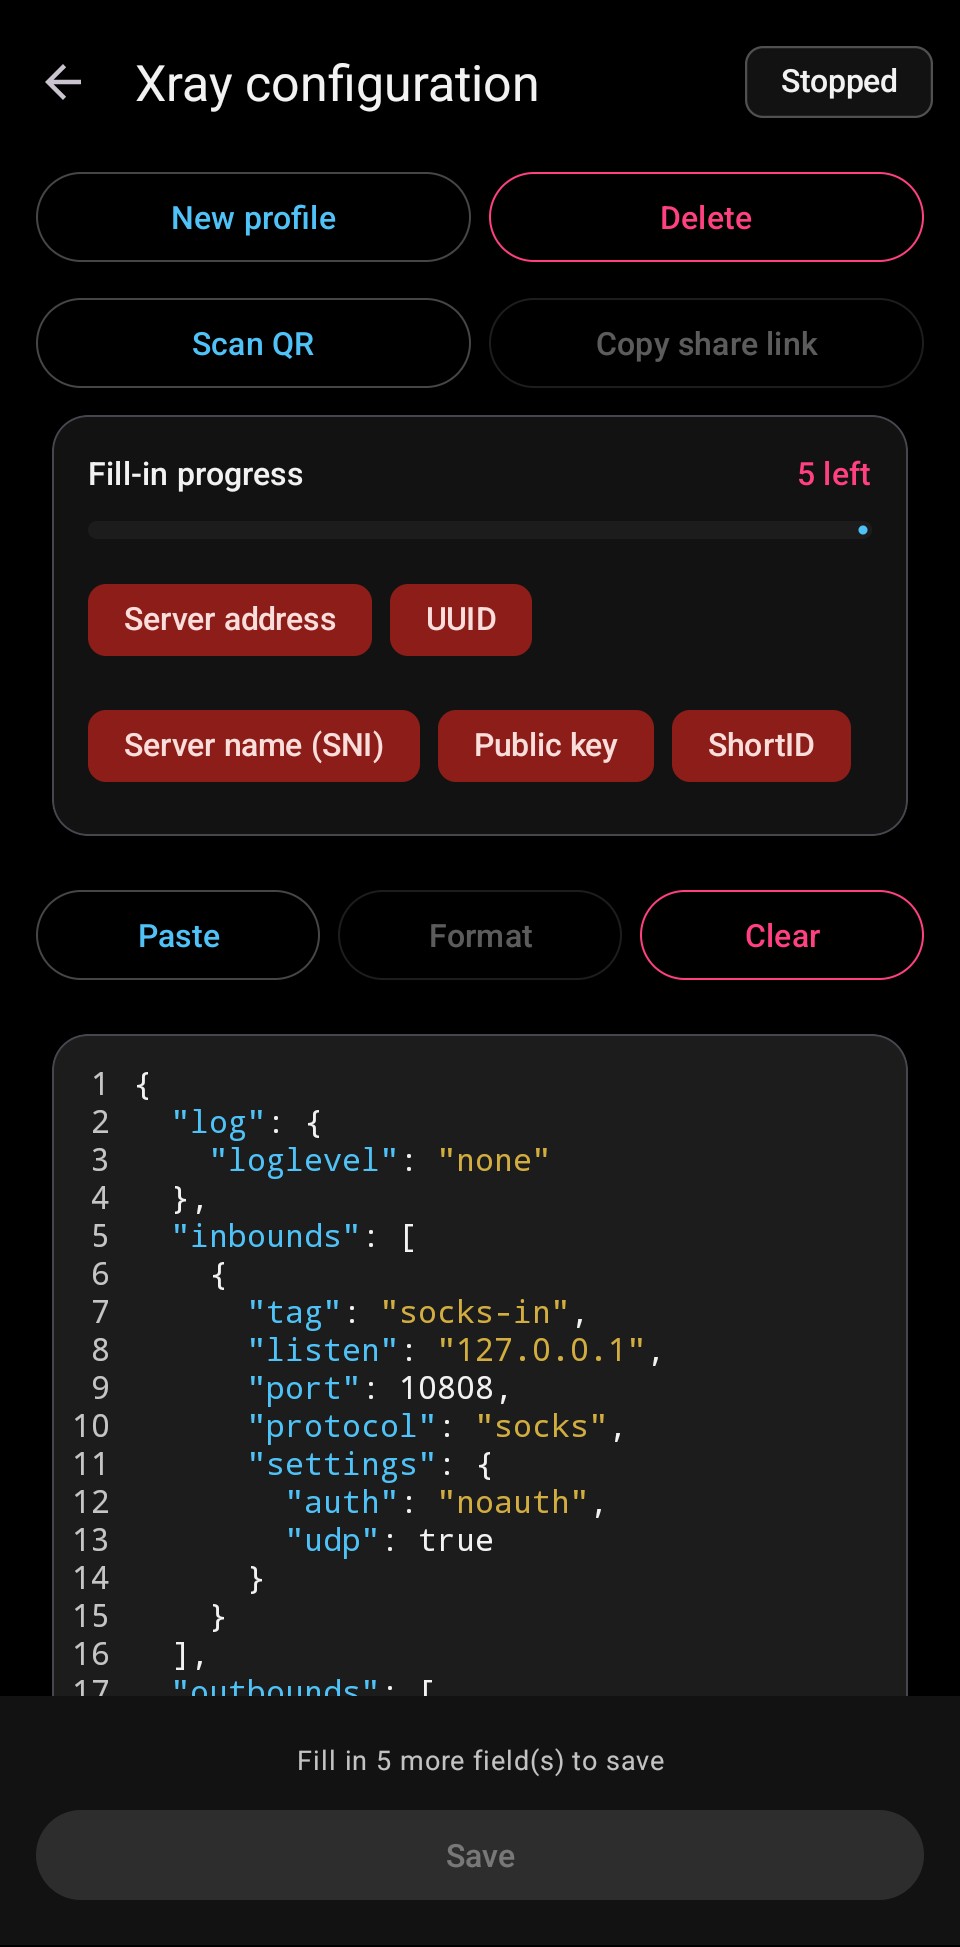 Xray configuration
Stopped
New profile
Delete
Scan QR
Copy share link
Fill-in progress
5 left
Server address
UUID
Server name (SNI)
Public key
ShortID
Paste
Format
Clear
1 {
2   "log": {
3     "loglevel": "none"
4   },
5   "inbounds": [
6     {
7       "tag": "socks-in",
8       "listen": "127.0.0.1",
9       "port": 10808,
10       "protocol": "socks",
11       "settings": {
12         "auth": "noauth",
13         "udp": true
14       }
15     }
16   ],
17   "outbounds": [
Fill in 5 more field(s) to save
Save